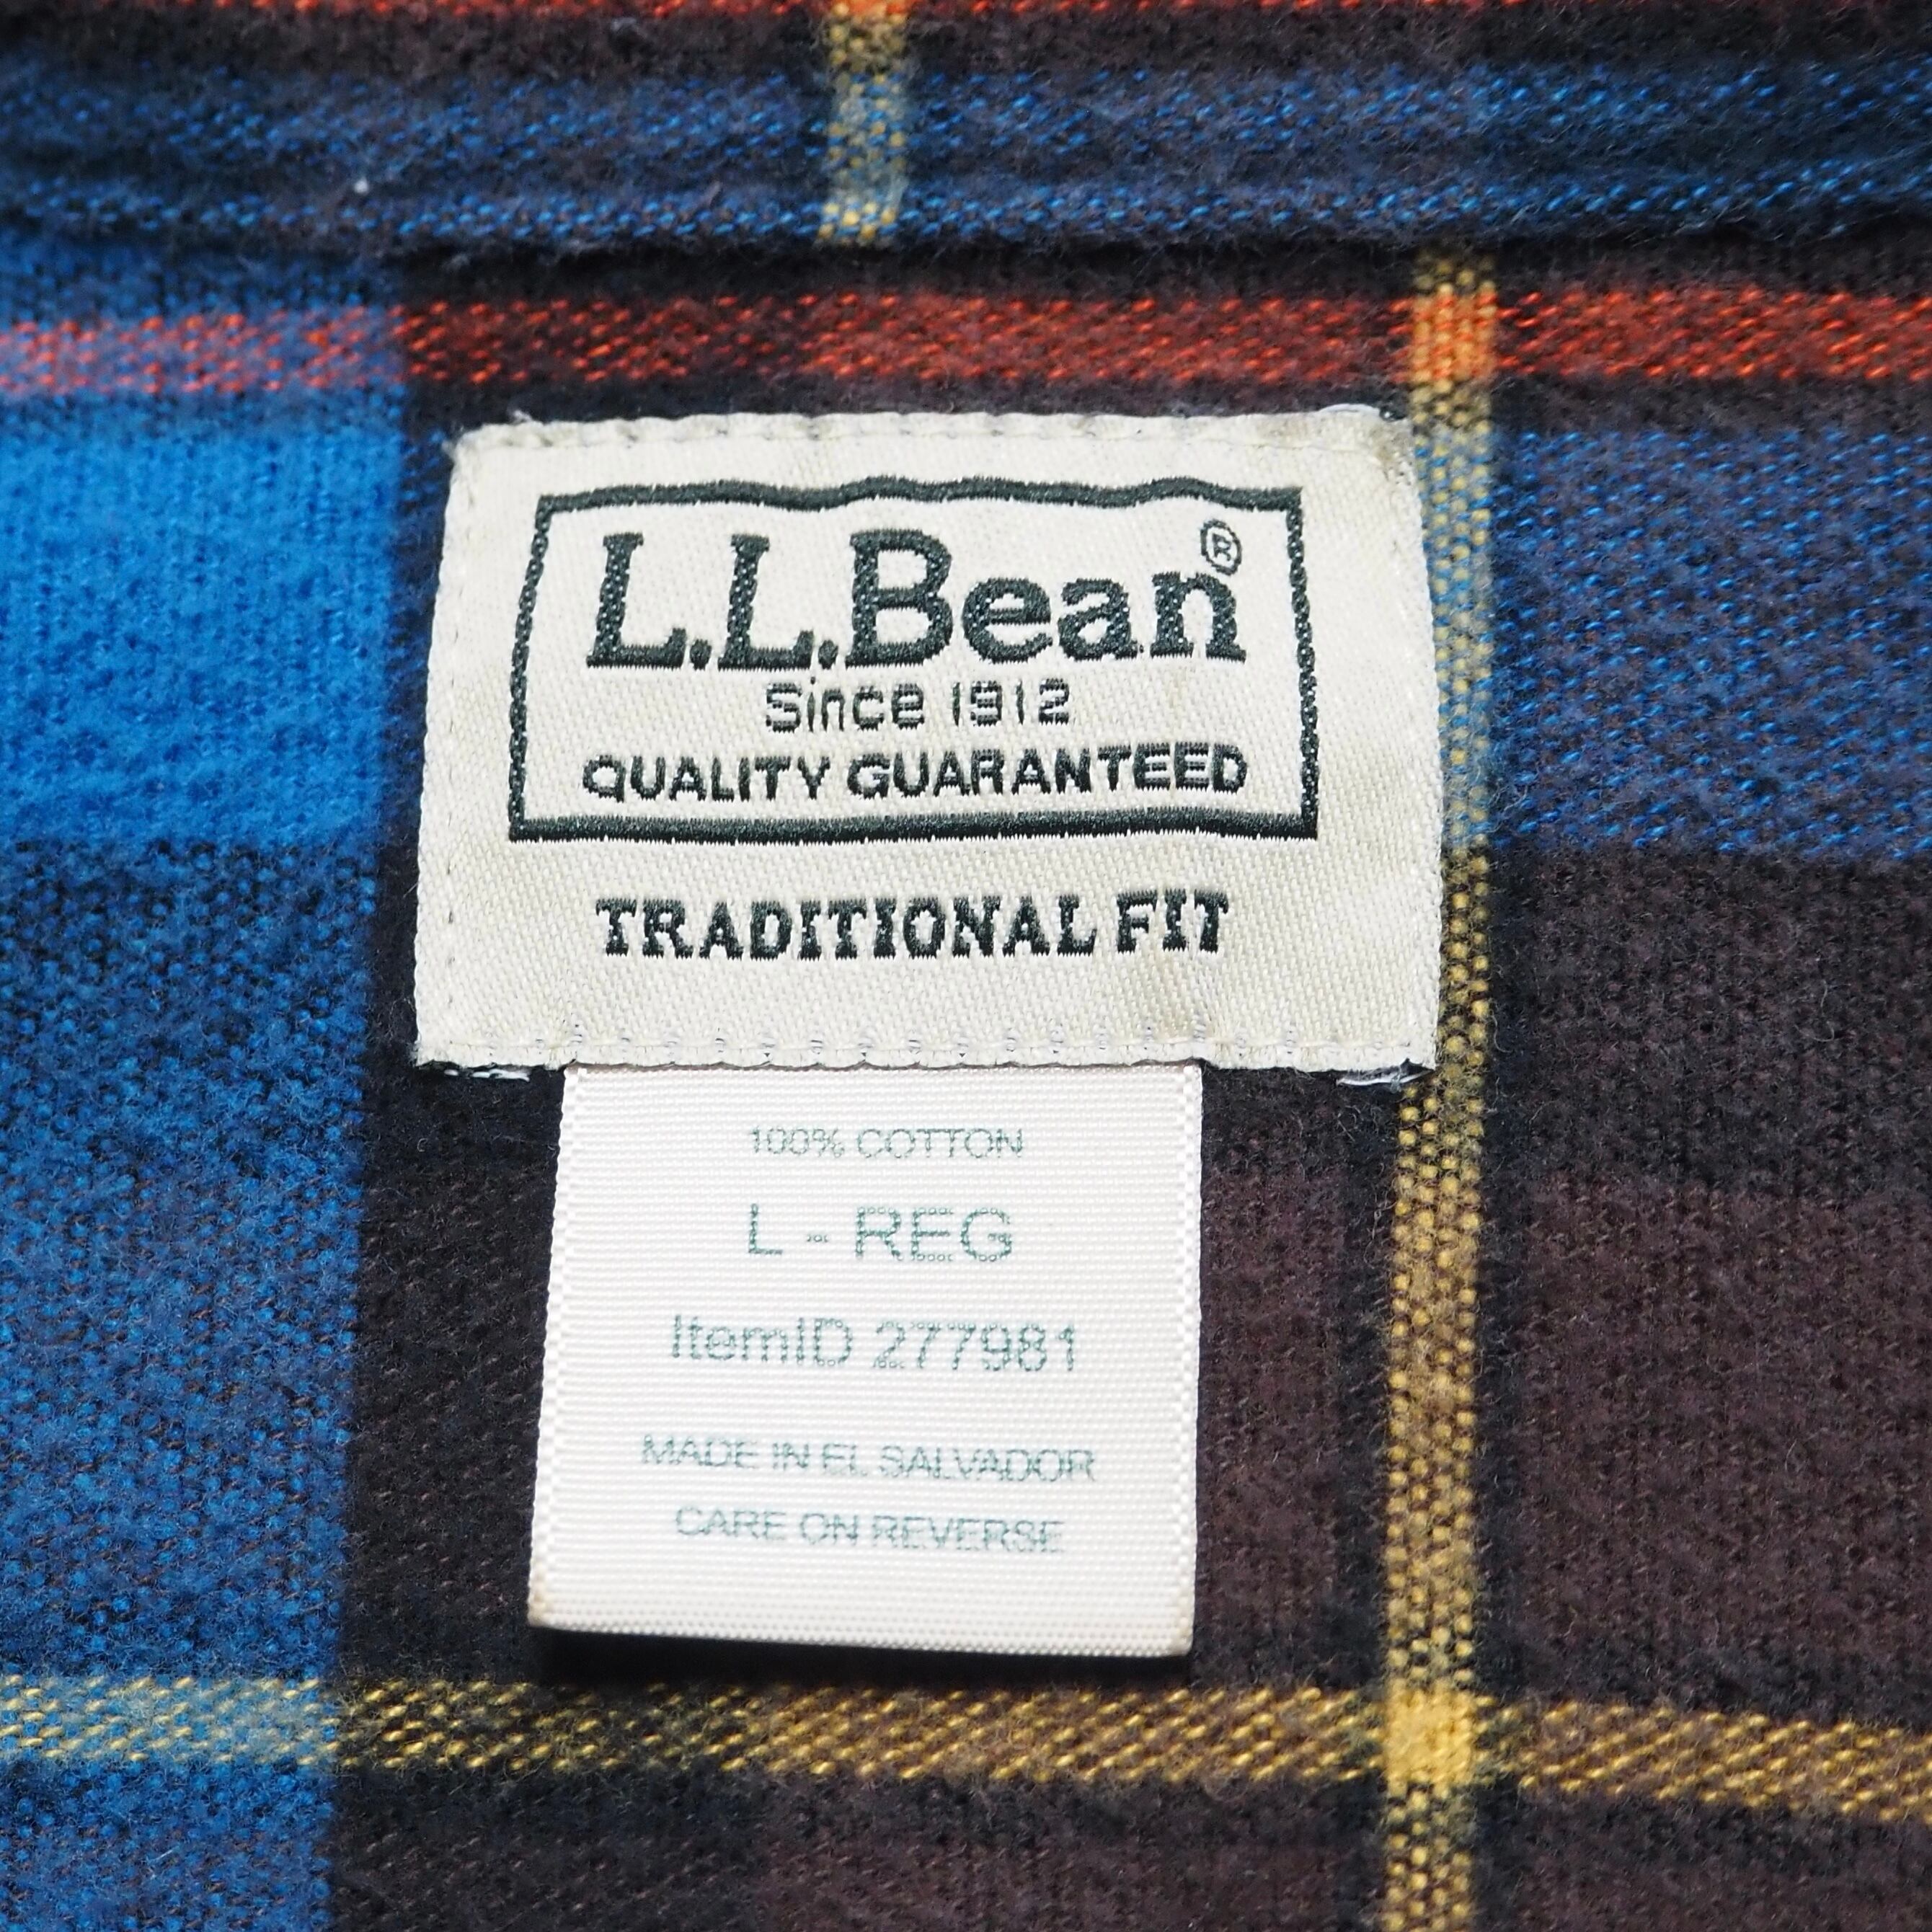 L.L.Bean®
Since 1912
QUALITY GUARANTEED
TRADITIONAL FIT
100% COTTON
L - REG
ItemID 277981
MADE IN EL SALVADOR
CARE ON REVERSE